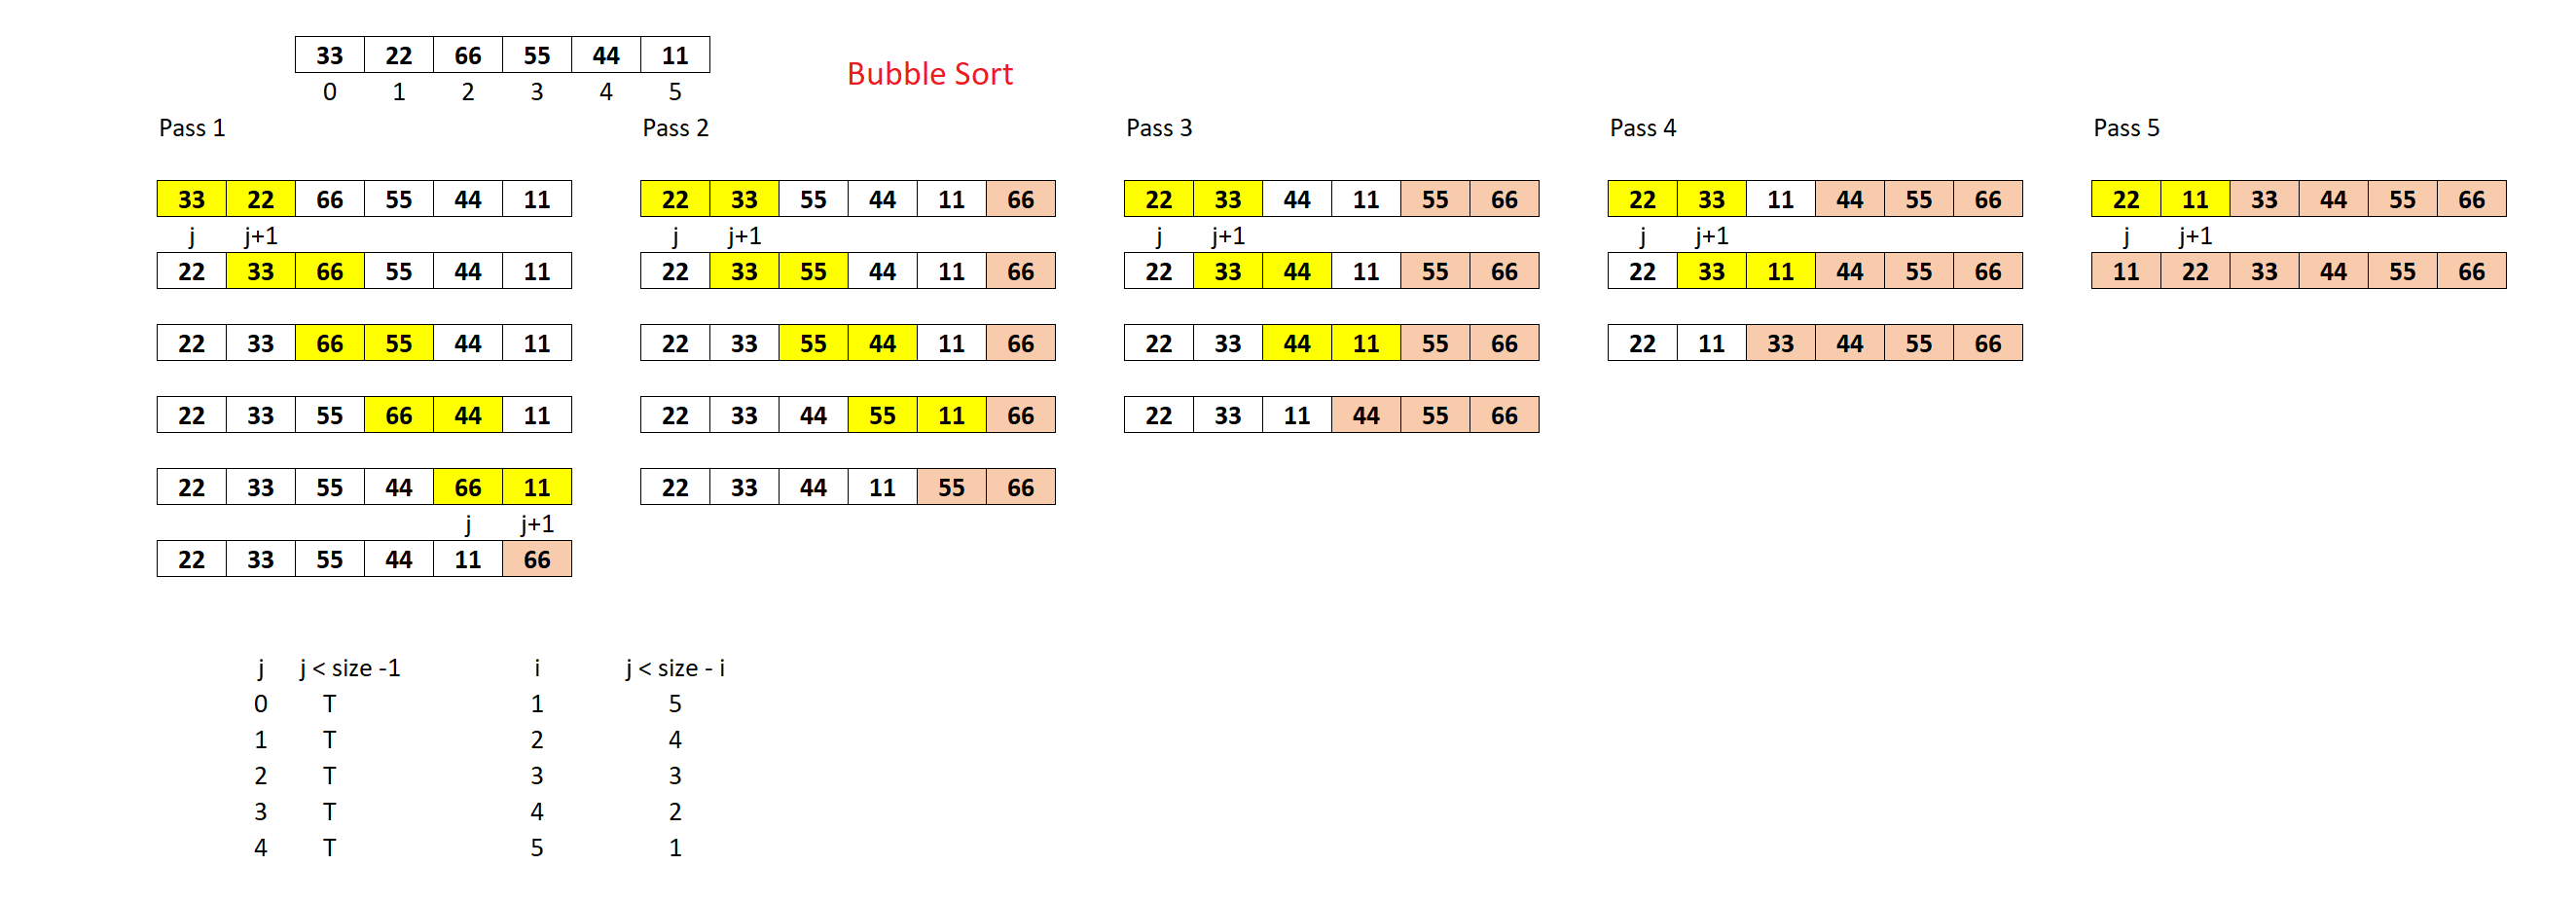 33 22 66 55 44 11
Bubble Sort
0 1 2 3 4 5
Pass 1 Pass 2 Pass 3 Pass 4 Pass 5
33 22 66 55 44 11 22 33 55 44 11 66 22 33 44 11 55 66 22 33 11 44 55 66 22 11 33 44 55 66
j j+1 j j+1 j j+1 j j+1 j j+1
22 33 66 55 44 11 22 33 55 44 11 66 22 33 44 11 55 66 22 33 11 44 55 66 11 22 33 44 55 66
22 33 66 55 44 11 22 33 55 44 11 66 22 33 44 11 55 66 22 11 33 44 55 66
22 33 55 66 44 11 22 33 44 55 11 66 22 33 11 44 55 66
22 33 55 44 66 11 22 33 44 11 55 66
j j+1
22 33 55 44 11 66
j j < size -1 i j < size - i
0 T 1 5
1 T 2 4
2 T 3 3
3 T 4 2
4 T 5 1